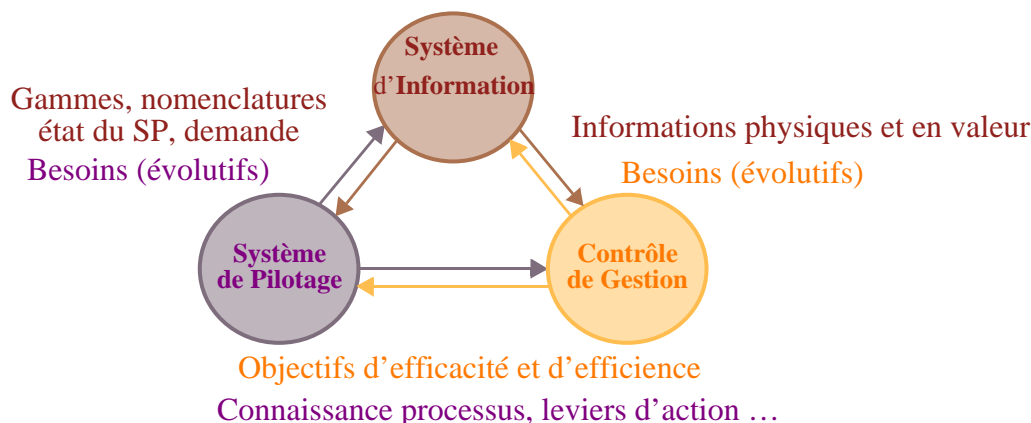 Système
d'Information
Gammes, nomenclatures
état du SP, demande
Besoins (évolutifs)
Informations physiques et en valeur
Besoins (évolutifs)
Système
de Pilotage
Contrôle
de Gestion
Objectifs d’efficacité et d’efficience
Connaissance processus, leviers d’action …